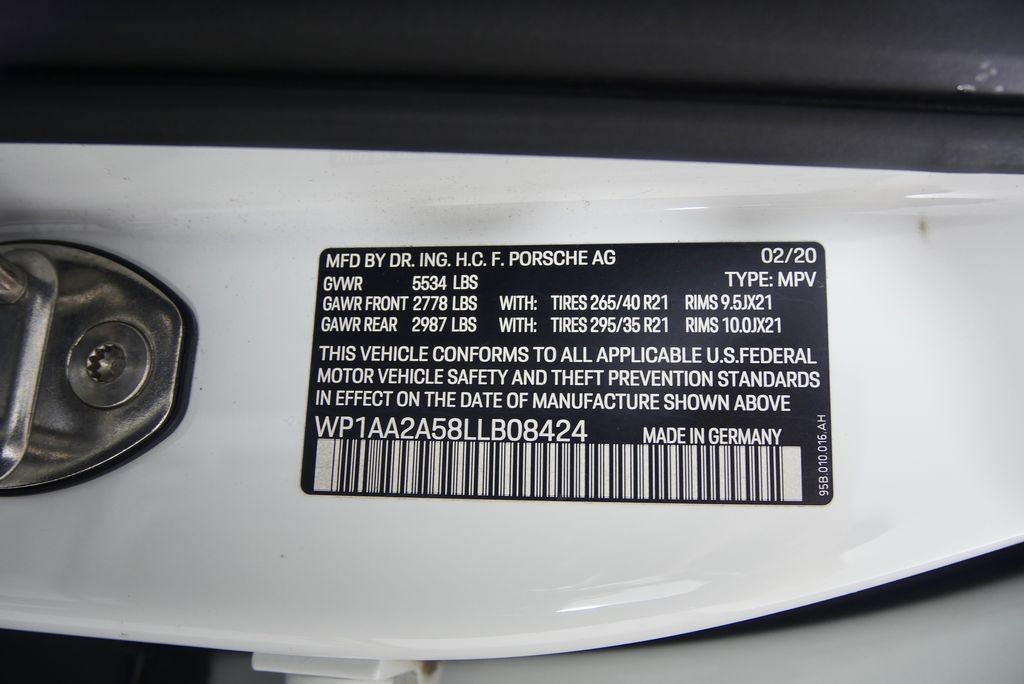 MFD BY DR. ING. H.C. F. PORSCHE AG 02/20
GVWR 5534 LBS TYPE: MPV
GAWR FRONT 2778 LBS WITH: TIRES 265/40 R21 RIMS 9.5JX21
GAWR REAR 2987 LBS WITH: TIRES 295/35 R21 RIMS 10.0JX21
THIS VEHICLE CONFORMS TO ALL APPLICABLE U.S.FEDERAL
MOTOR VEHICLE SAFETY AND THEFT PREVENTION STANDARDS
IN EFFECT ON THE DATE OF MANUFACTURE SHOWN ABOVE
WP1AA2A58LLB08424 MADE IN GERMANY
95B.010.016.AH